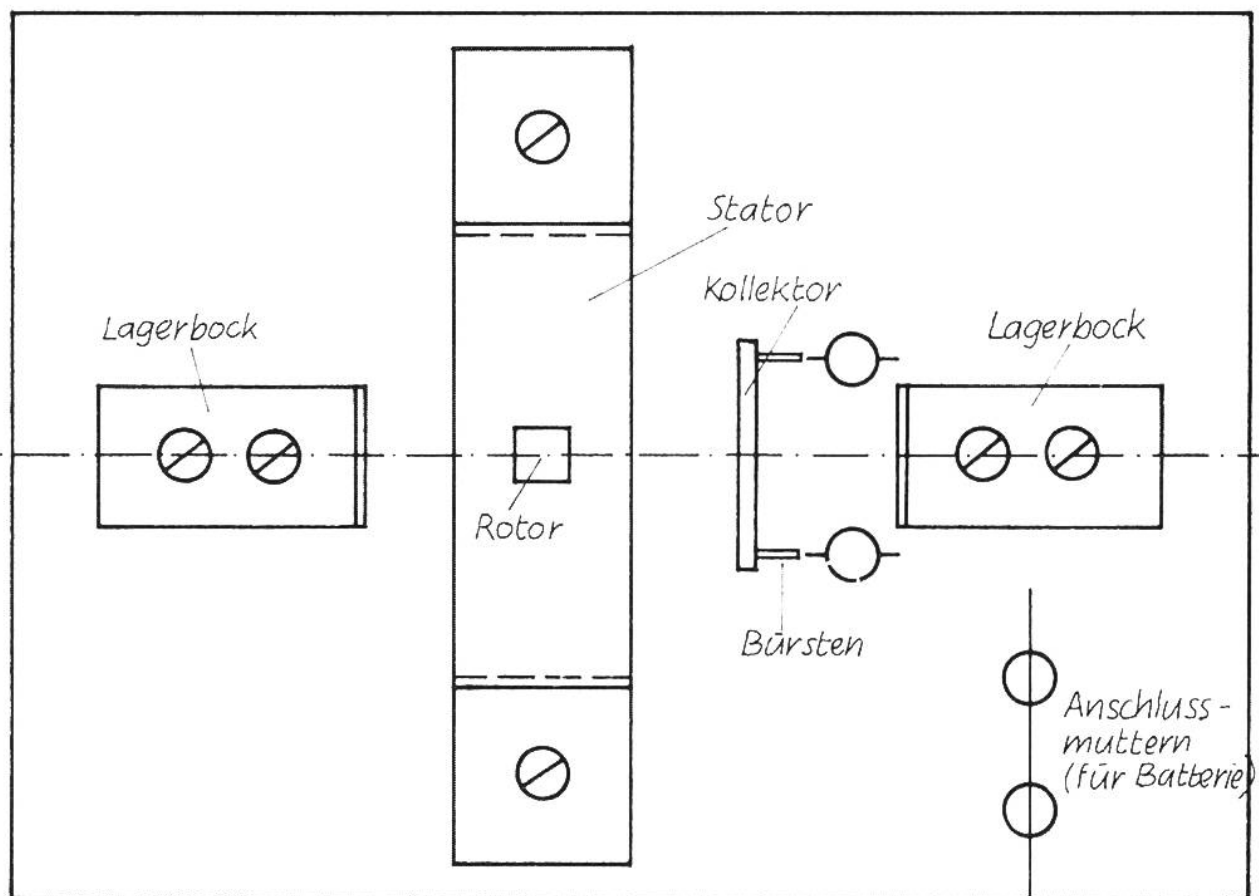 Stator
Kollektor
Lagerbock
Lagerbock
Rotor
Bürsten
Anschluss-
muttern
(für Batterie)